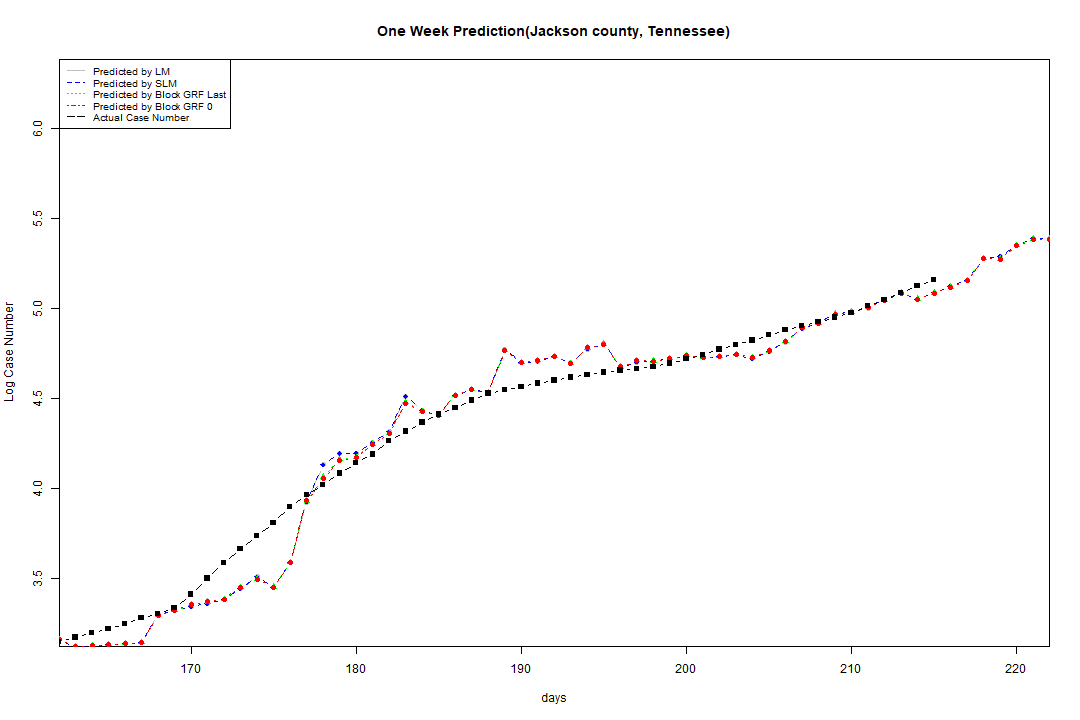 One Week Prediction(Jackson county, Tennessee)
Predicted by LM
Predicted by SLM
Predicted by Block GRF Last
Predicted by Block GRF 0
Actual Case Number
6.0
5.5
5.0
4.5
4.0
3.5
Log Case Number
170 180 190 200 210 220
days